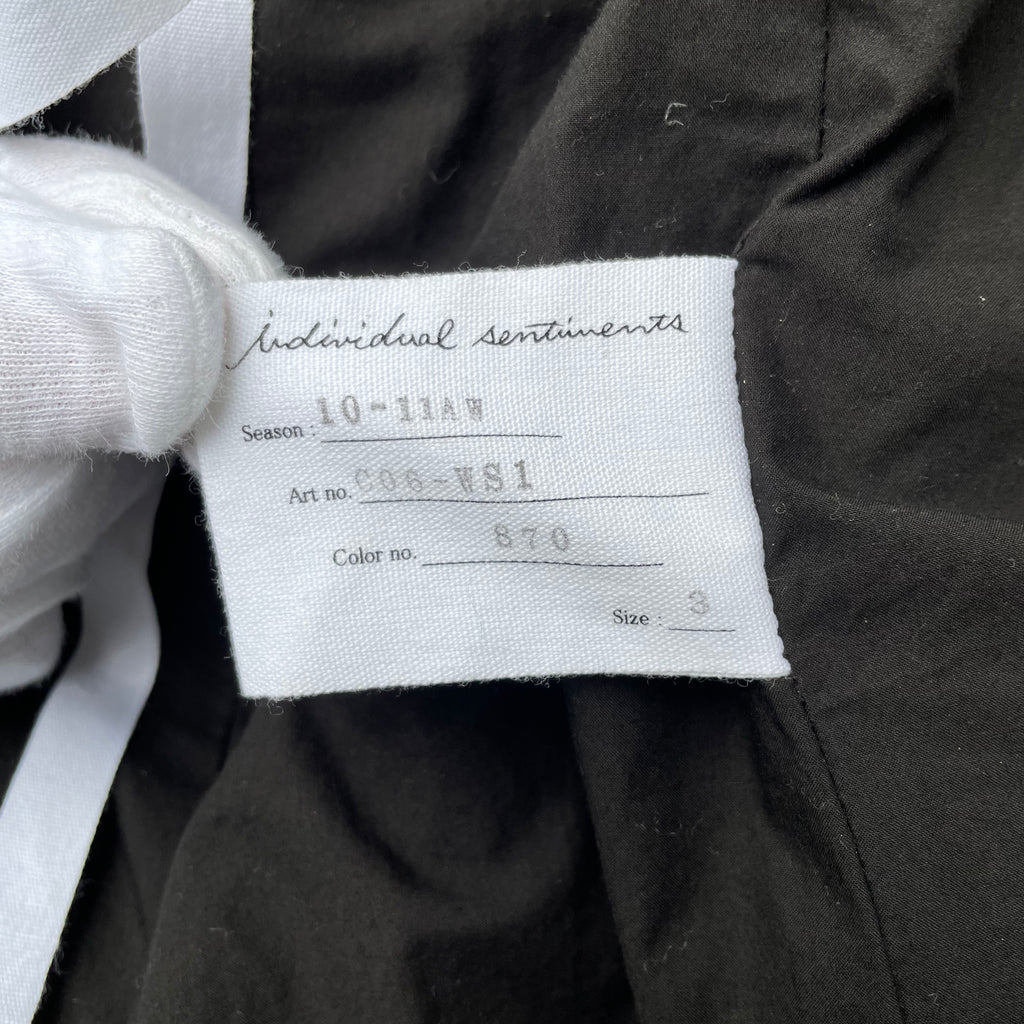 individual sentiments
Season : 10-11AW
Art no. C06-WS1
Color no. 870
Size : 3